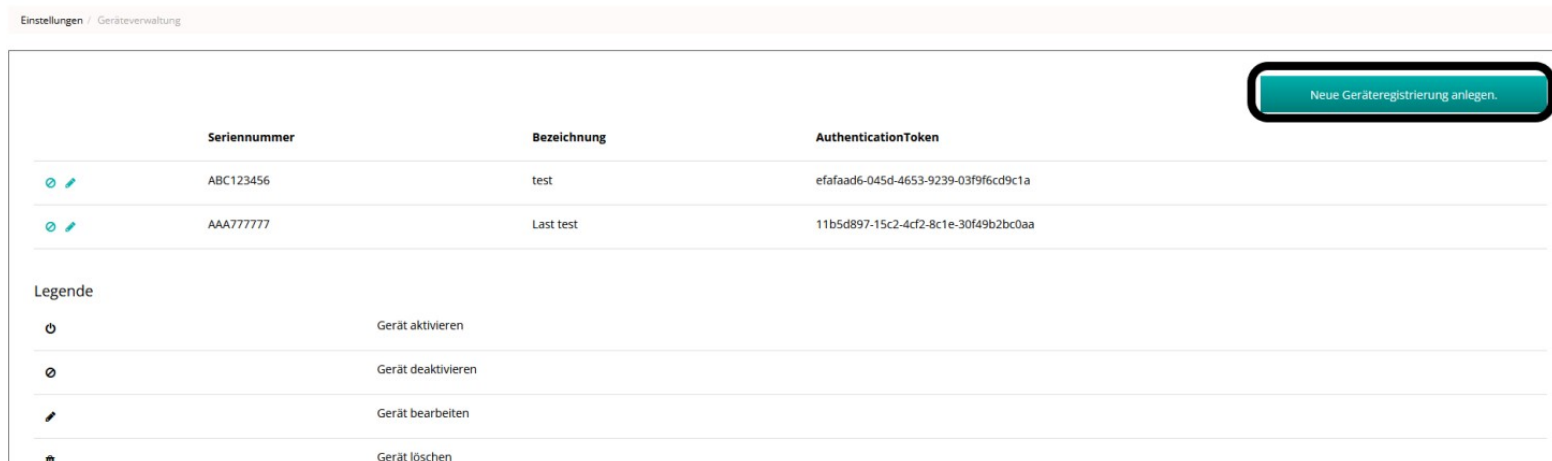 Einstellungen / Geräteverwaltung
Neue Geräteregistrierung anlegen.
Seriennummer Bezeichnung AuthenticationToken
ABC123456 test efafaad6-045d-4653-9239-03f9f6cd9c1a
AAA777777 Last test 11b5d897-15c2-4cf2-8c1e-30f49b2bc0aa
Legende
Gerät aktivieren
Gerät deaktivieren
Gerät bearbeiten
Gerät löschen